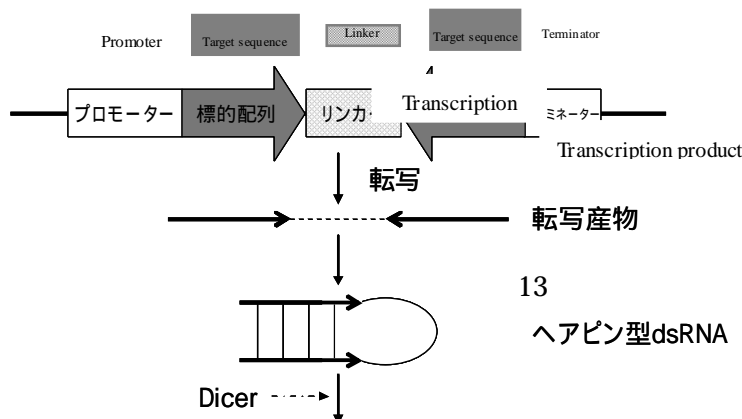 Promoter
Target sequence
Linker
Target sequence
Terminator
プロモーター
標的配列
リンカ
Transcription
ミネーター
Transcription product
転写
転写産物
13
ヘアピン型dsRNA
Dicer